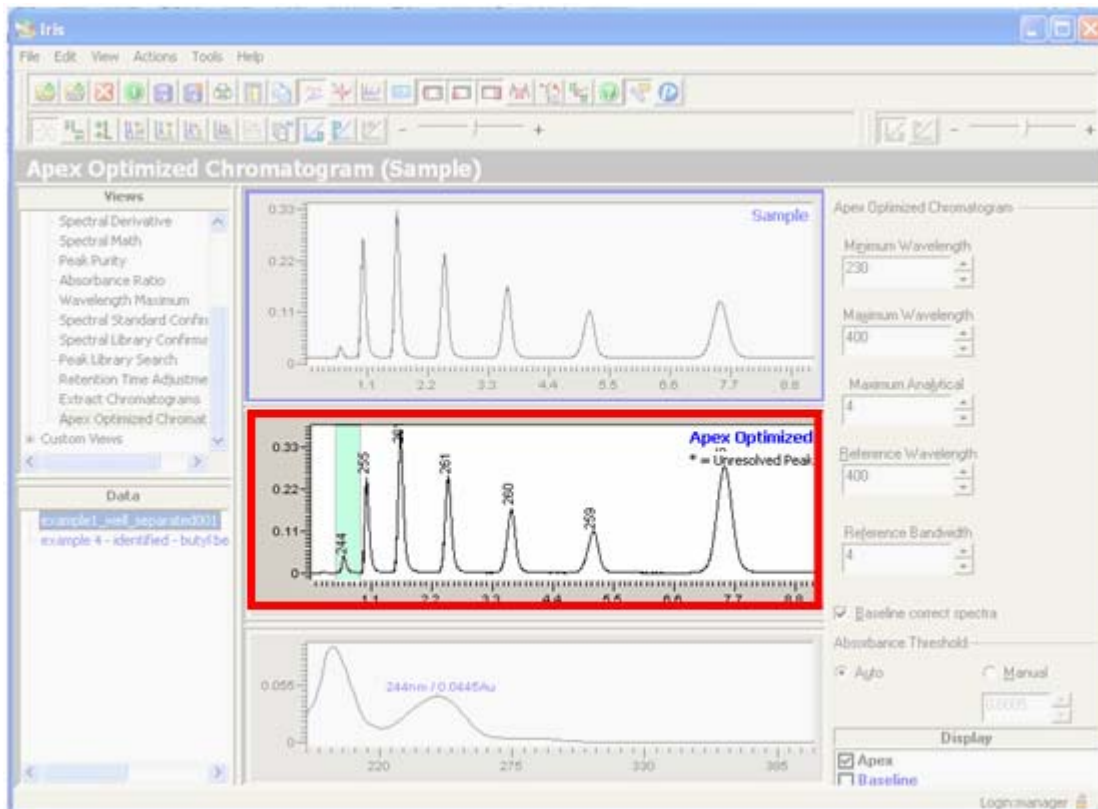 Iris
File Edit View Actions Tools Help
Apex Optimized Chromatogram (Sample)
Views
Spectral Derivative
Spectral Math
Peak Purity
Absorbance Ratio
Wavelength Maximum
Spectral Standard Confirm
Spectral Library Confirma
Peak Library Search
Retention Time Adjustme
Extract Chromatograms
Apex Optimized Chromat
Custom Views
Data
example1_well_separated001
example 4 - identified - butyl be
Sample
0.33
0.22
0.11
0
1.1 2.2 3.3 4.4 5.5 6.6 7.7 8.8
Apex Optimized
* = Unresolved Peak
0.33
0.22
0.11
0
244 255 261 260 259
1.1 2.2 3.3 4.4 5.5 6.6 7.7 8.8
0.055
0
244nm / 0.0445Au
220 275 330 385
Apex Optimized Chromatogram
Minimum Wavelength
230
Maximum Wavelength
400
Maximum Analytical
4
Reference Wavelength
400
Reference Bandwidth
4
Baseline correct spectra
Absorbance Threshold
Auto Manual
0.0005
Display
Apex
Baseline
Login:manager